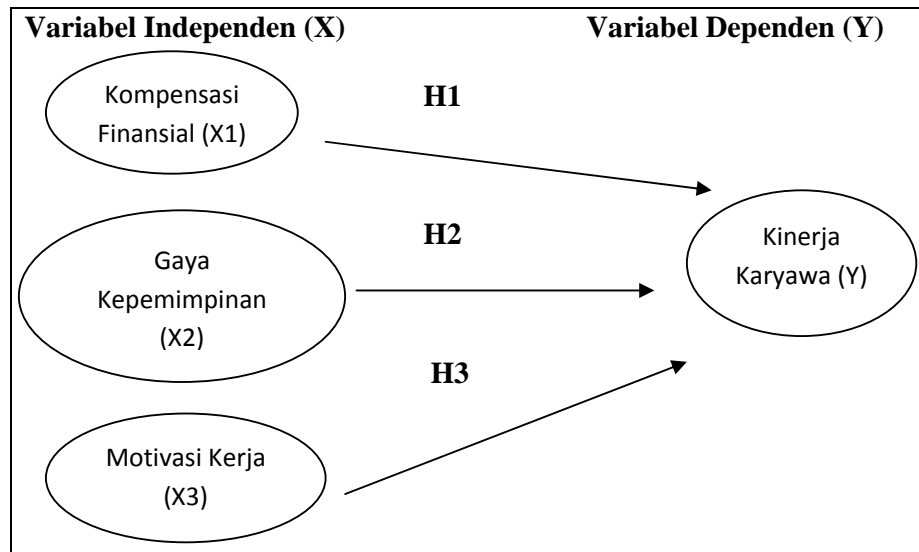 Variabel Independen (X)
Variabel Dependen (Y)
Kompensasi
Finansial (X1)
H1
Gaya
Kepemimpinan
(X2)
H2
Kinerja
Karyawa (Y)
H3
Motivasi Kerja
(X3)